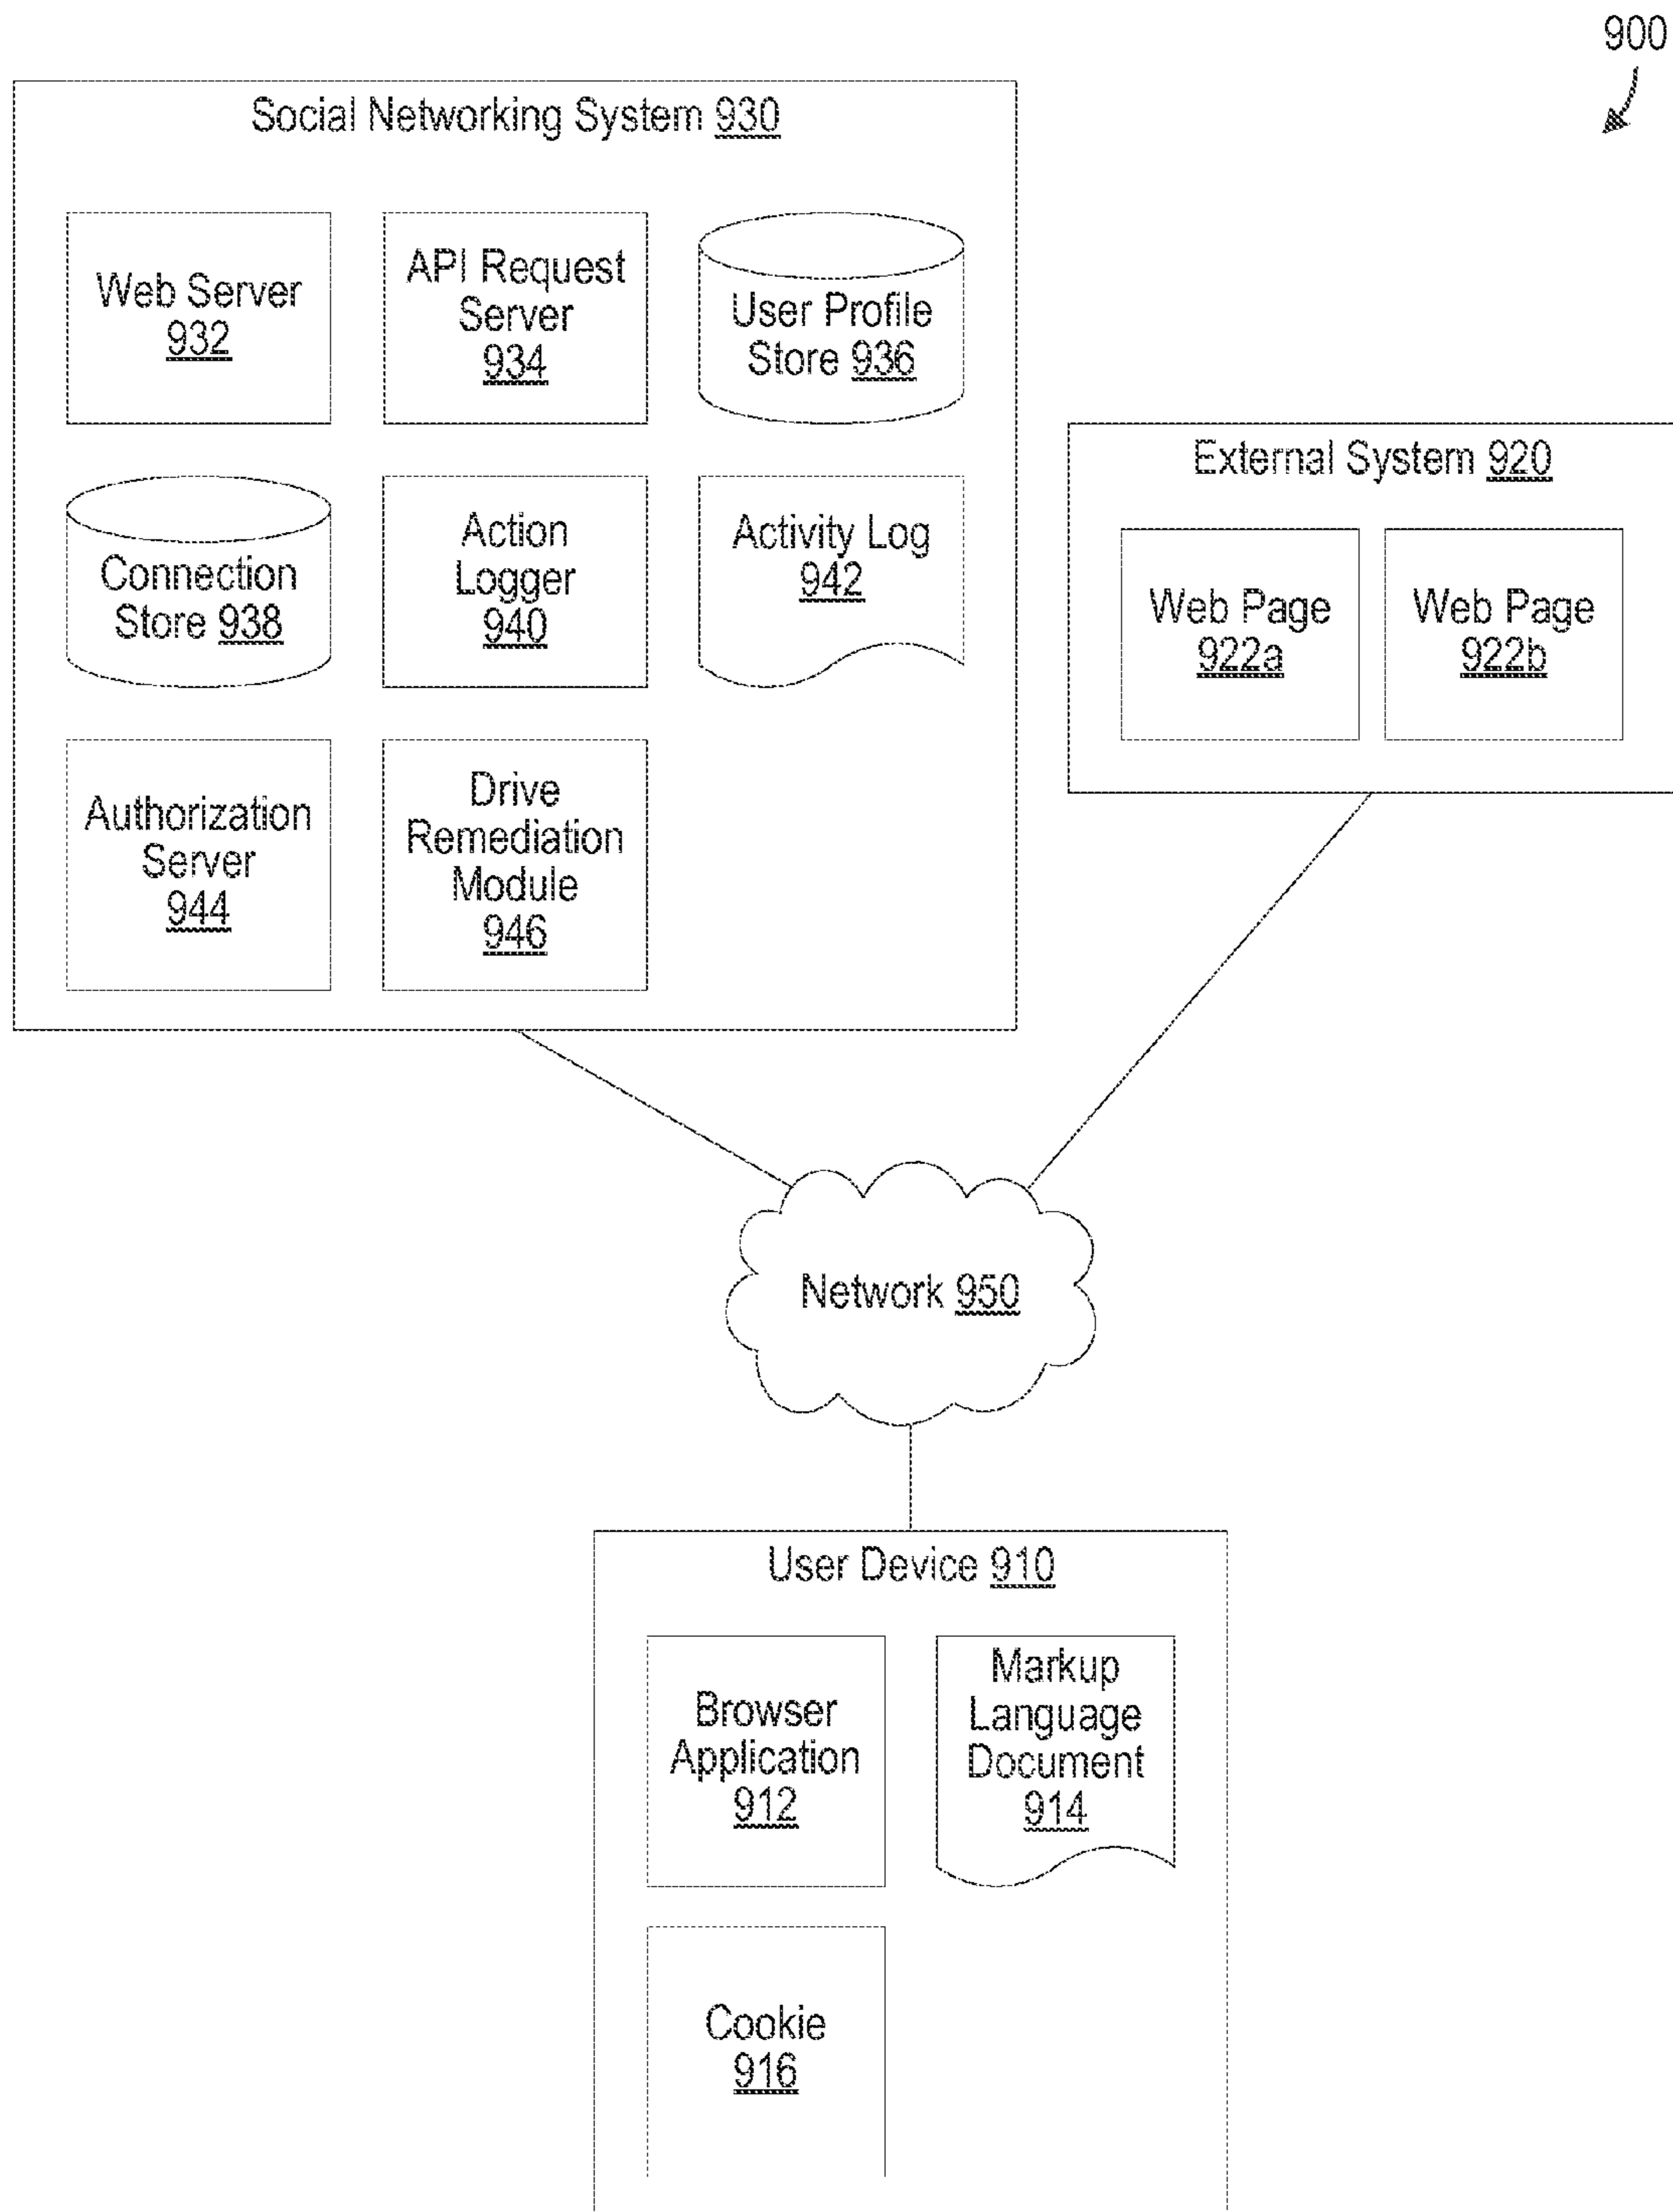 900
Social Networking System 930
Web Server
932
API Request
Server
934
User Profile
Store 936
Connection
Store 938
Action
Logger
940
Activity Log
942
Authorization
Server
944
Drive
Remediation
Module
946
External System 920
Web Page
922a
Web Page
922b
Network 950
User Device 910
Browser
Application
912
Markup
Language
Document
914
Cookie
916